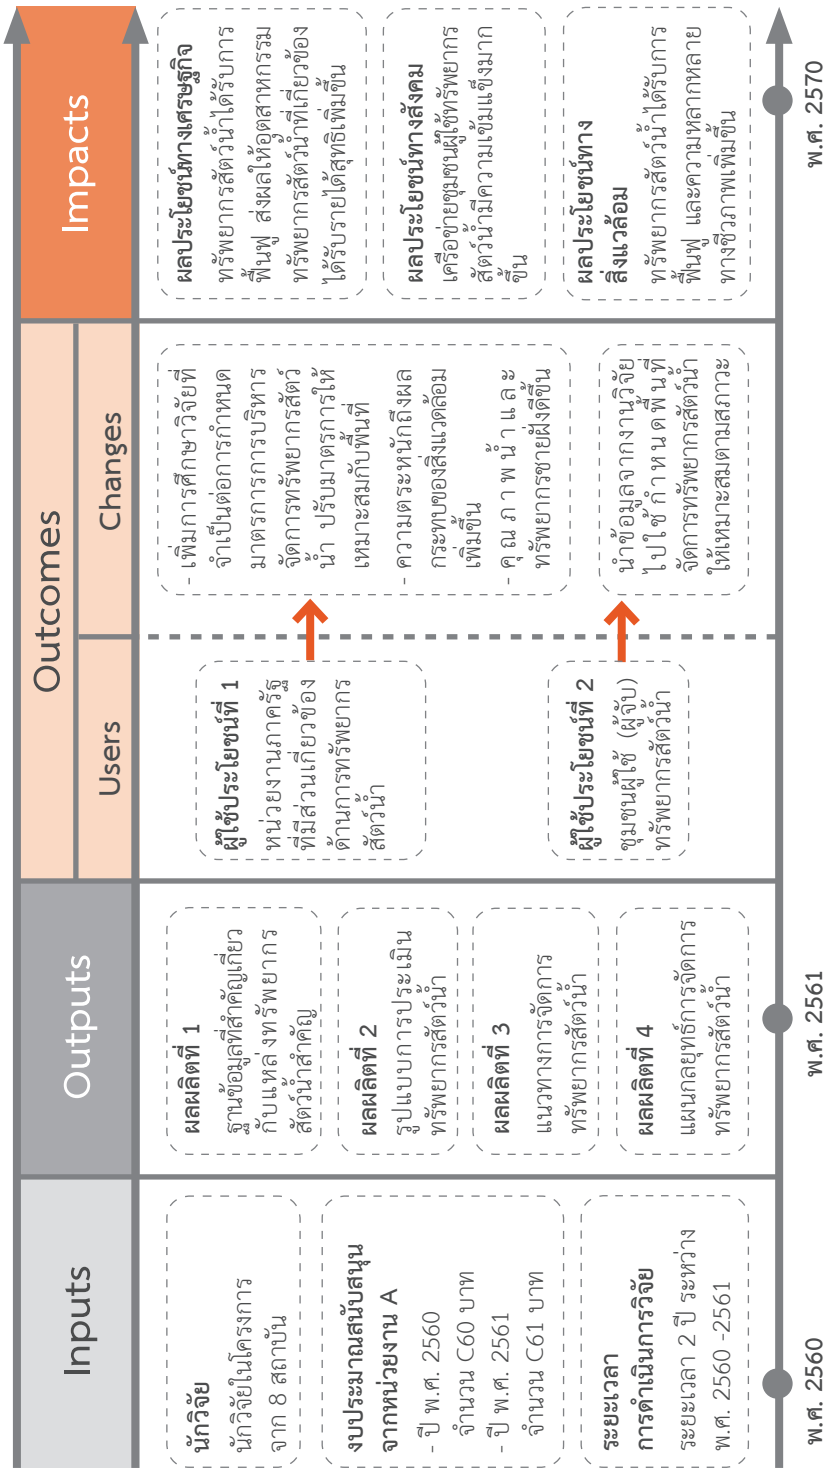 Inputs
นักวิจัย
นักวิจัยในโครงการ
จาก 8 สถาบัน
งบประมาณสนับสนุน
จากหน่วยงาน A
- ปี พ.ศ. 2560
จำนวน C60 บาท
- ปี พ.ศ. 2561
จำนวน C61 บาท
ระยะเวลา
การดำเนินการวิจัย
ระยะเวลา 2 ปี ระหว่าง
พ.ศ. 2560 -2561
Outputs
ผลผลิตที่ 1
ฐานข้อมูลที่สำคัญเกี่ยว
กับแหล่งทรัพยากร
สัตว์น้ำสำคัญ
ผลผลิตที่ 2
รูปแบบการประเมิน
ทรัพยากรสัตว์น้ำ
ผลผลิตที่ 3
แนวทางการจัดการ
ทรัพยากรสัตว์น้ำ
ผลผลิตที่ 4
แผนกลยุทธ์การจัดการ
ทรัพยากรสัตว์น้ำ
Outcomes
Users
ผู้ใช้ประโยชน์ที่ 1
หน่วยงานภาครัฐ
ที่มีส่วนเกี่ยวข้อง
ด้านการทรัพยากร
สัตว์น้ำ
ผู้ใช้ประโยชน์ที่ 2
ชุมชนผู้ใช้ (ผู้จับ)
ทรัพยากรสัตว์น้ำ
Changes
- เพิ่มการศึกษาวิจัยที่
จำเป็นต่อการกำหนด
มาตรการการบริหาร
จัดการทรัพยากรสัตว์
น้ำ ปรับมาตรการให้
เหมาะสมกับพื้นที่
- ความตระหนักถึงผล
กระทบของสิ่งแวดล้อม
เพิ่มขึ้น
- คุณภาพน้ำและ
ทรัพยากรชายฝั่งดีขึ้น
นำข้อมูลจากงานวิจัย
ไปใช้กำหนดพื้นที่
จัดการทรัพยากรสัตว์น้ำ
ให้เหมาะสมตามสภาวะ
Impacts
ผลประโยชน์ทางเศรษฐกิจ
ทรัพยากรสัตว์น้ำได้รับการ
ฟื้นฟู ส่งผลให้อุตสาหกรรม
ทรัพยากรสัตว์น้ำที่เกี่ยวข้อง
ได้รับรายได้สุทธิเพิ่มขึ้น
ผลประโยชน์ทางสังคม
เครือข่ายชุมชนผู้ใช้ทรัพยากร
สัตว์น้ำมีความเข้มแข็งมาก
ขึ้น
ผลประโยชน์ทาง
สิ่งแวล้อม
ทรัพยากรสัตว์น้ำได้รับการ
ฟื้นฟู และความหลากหลาย
ทางชีวภาพเพิ่มขึ้น
พ.ศ. 2560
พ.ศ. 2561
พ.ศ. 2570